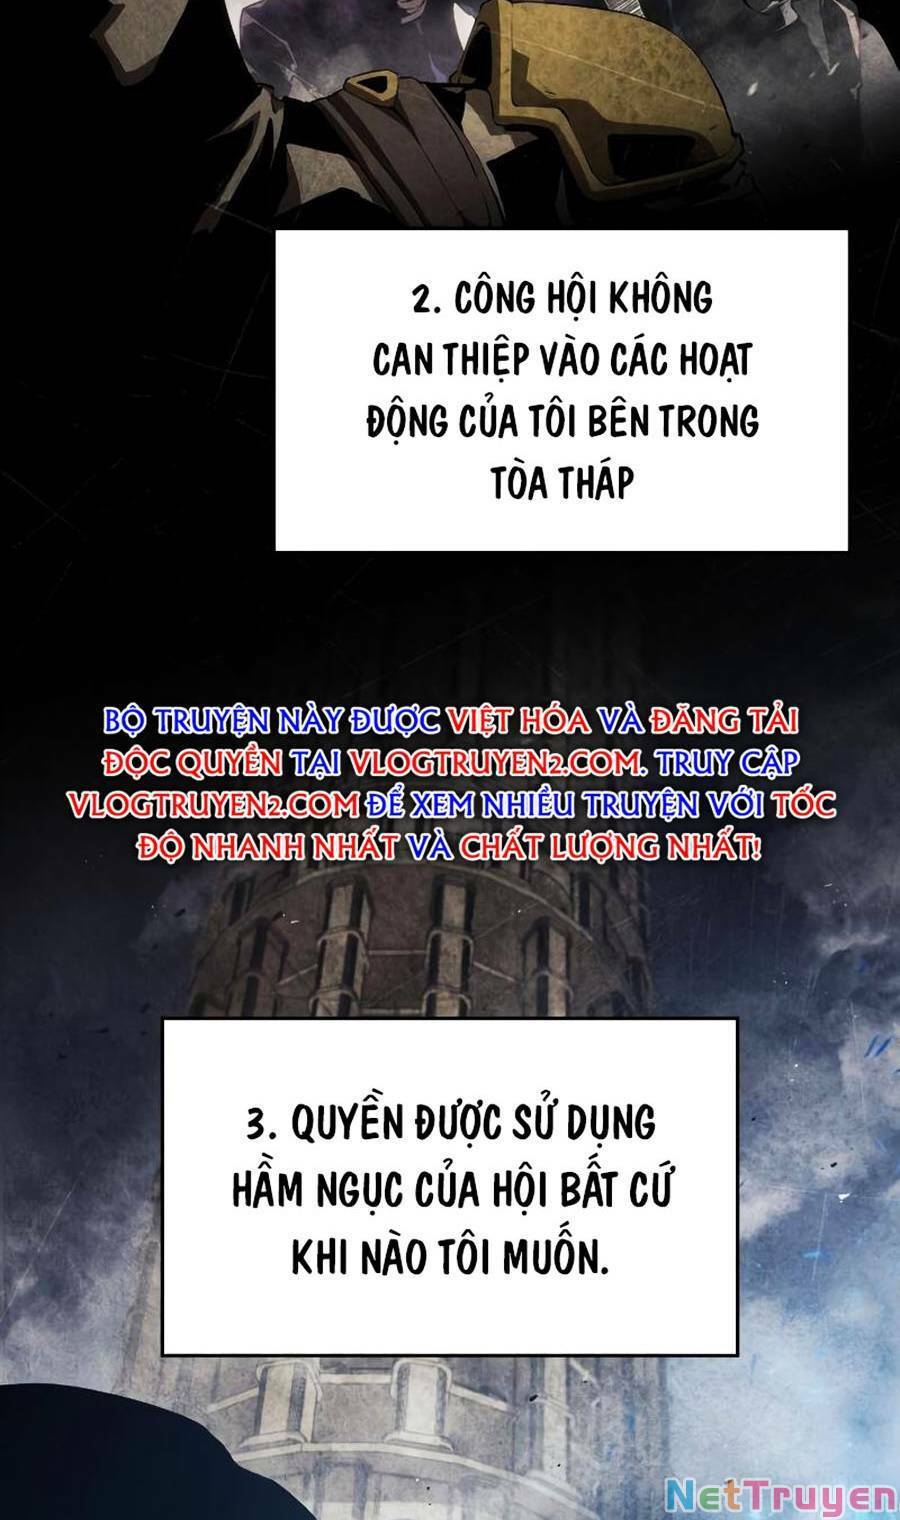 2. CÔNG HỘI KHÔNG
CAN THIỆP VÀO CÁC HOẠT
ĐỘNG CỦA TÔI BÊN TRONG
TÒA THÁP
BỘ TRUYỆN NÀY ĐƯỢC VIỆT HÓA VÀ ĐĂNG TẢI
ĐỘC QUYỀN TẠI VLOGTRUYEN2.COM. TRUY CẬP
VLOGTRUYEN2.COM ĐỂ XEM NHIỀU TRUYỆN VỚI TỐC
ĐỘ NHANH NHẤT VÀ CHẤT LƯỢNG NHẤT!
3. QUYỀN ĐƯỢC SỬ DỤNG
HẦM NGỤC CỦA HỘI BẤT CỨ
KHI NÀO TÔI MUỐN.
NetTruyen